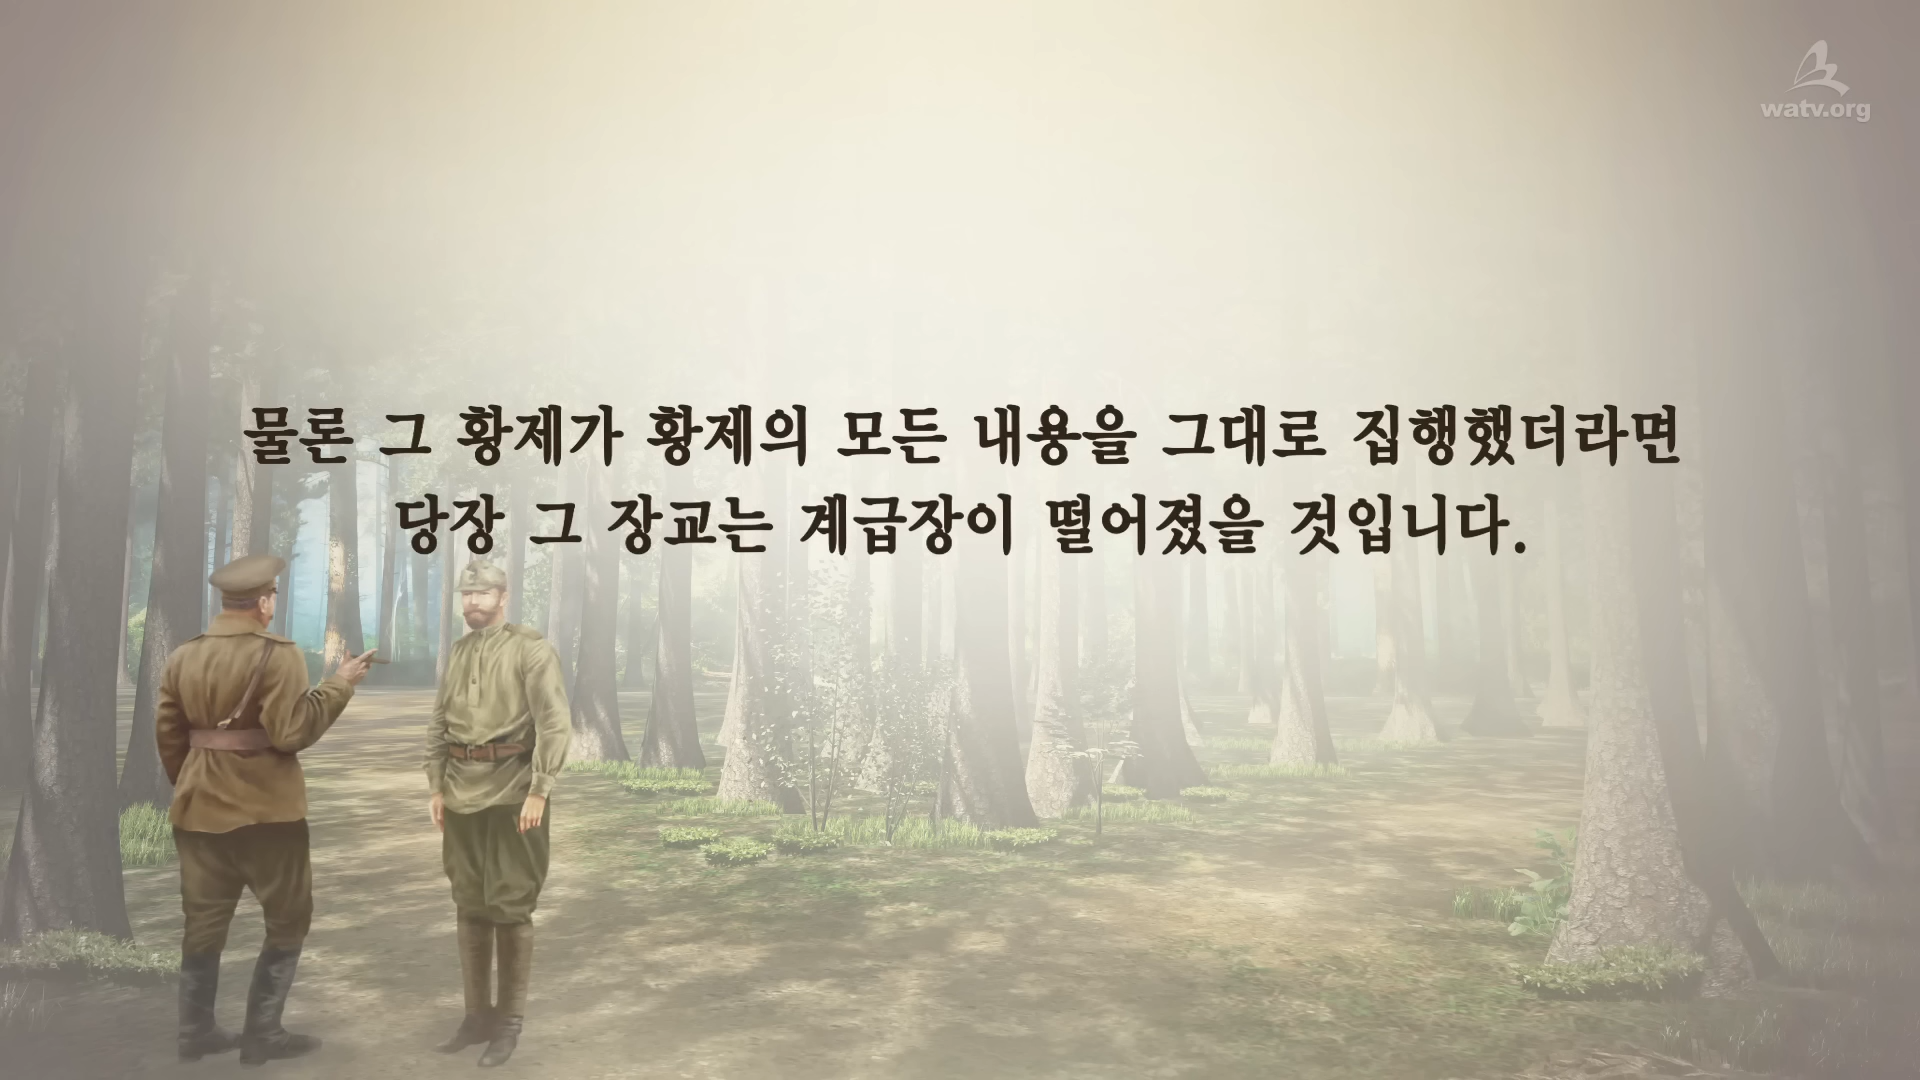 watv.org
물론 그 황제가 황제의 모든 내용을 그대로 집행했더라면
당장 그 장교는 계급장이 떨어졌을 것입니다.